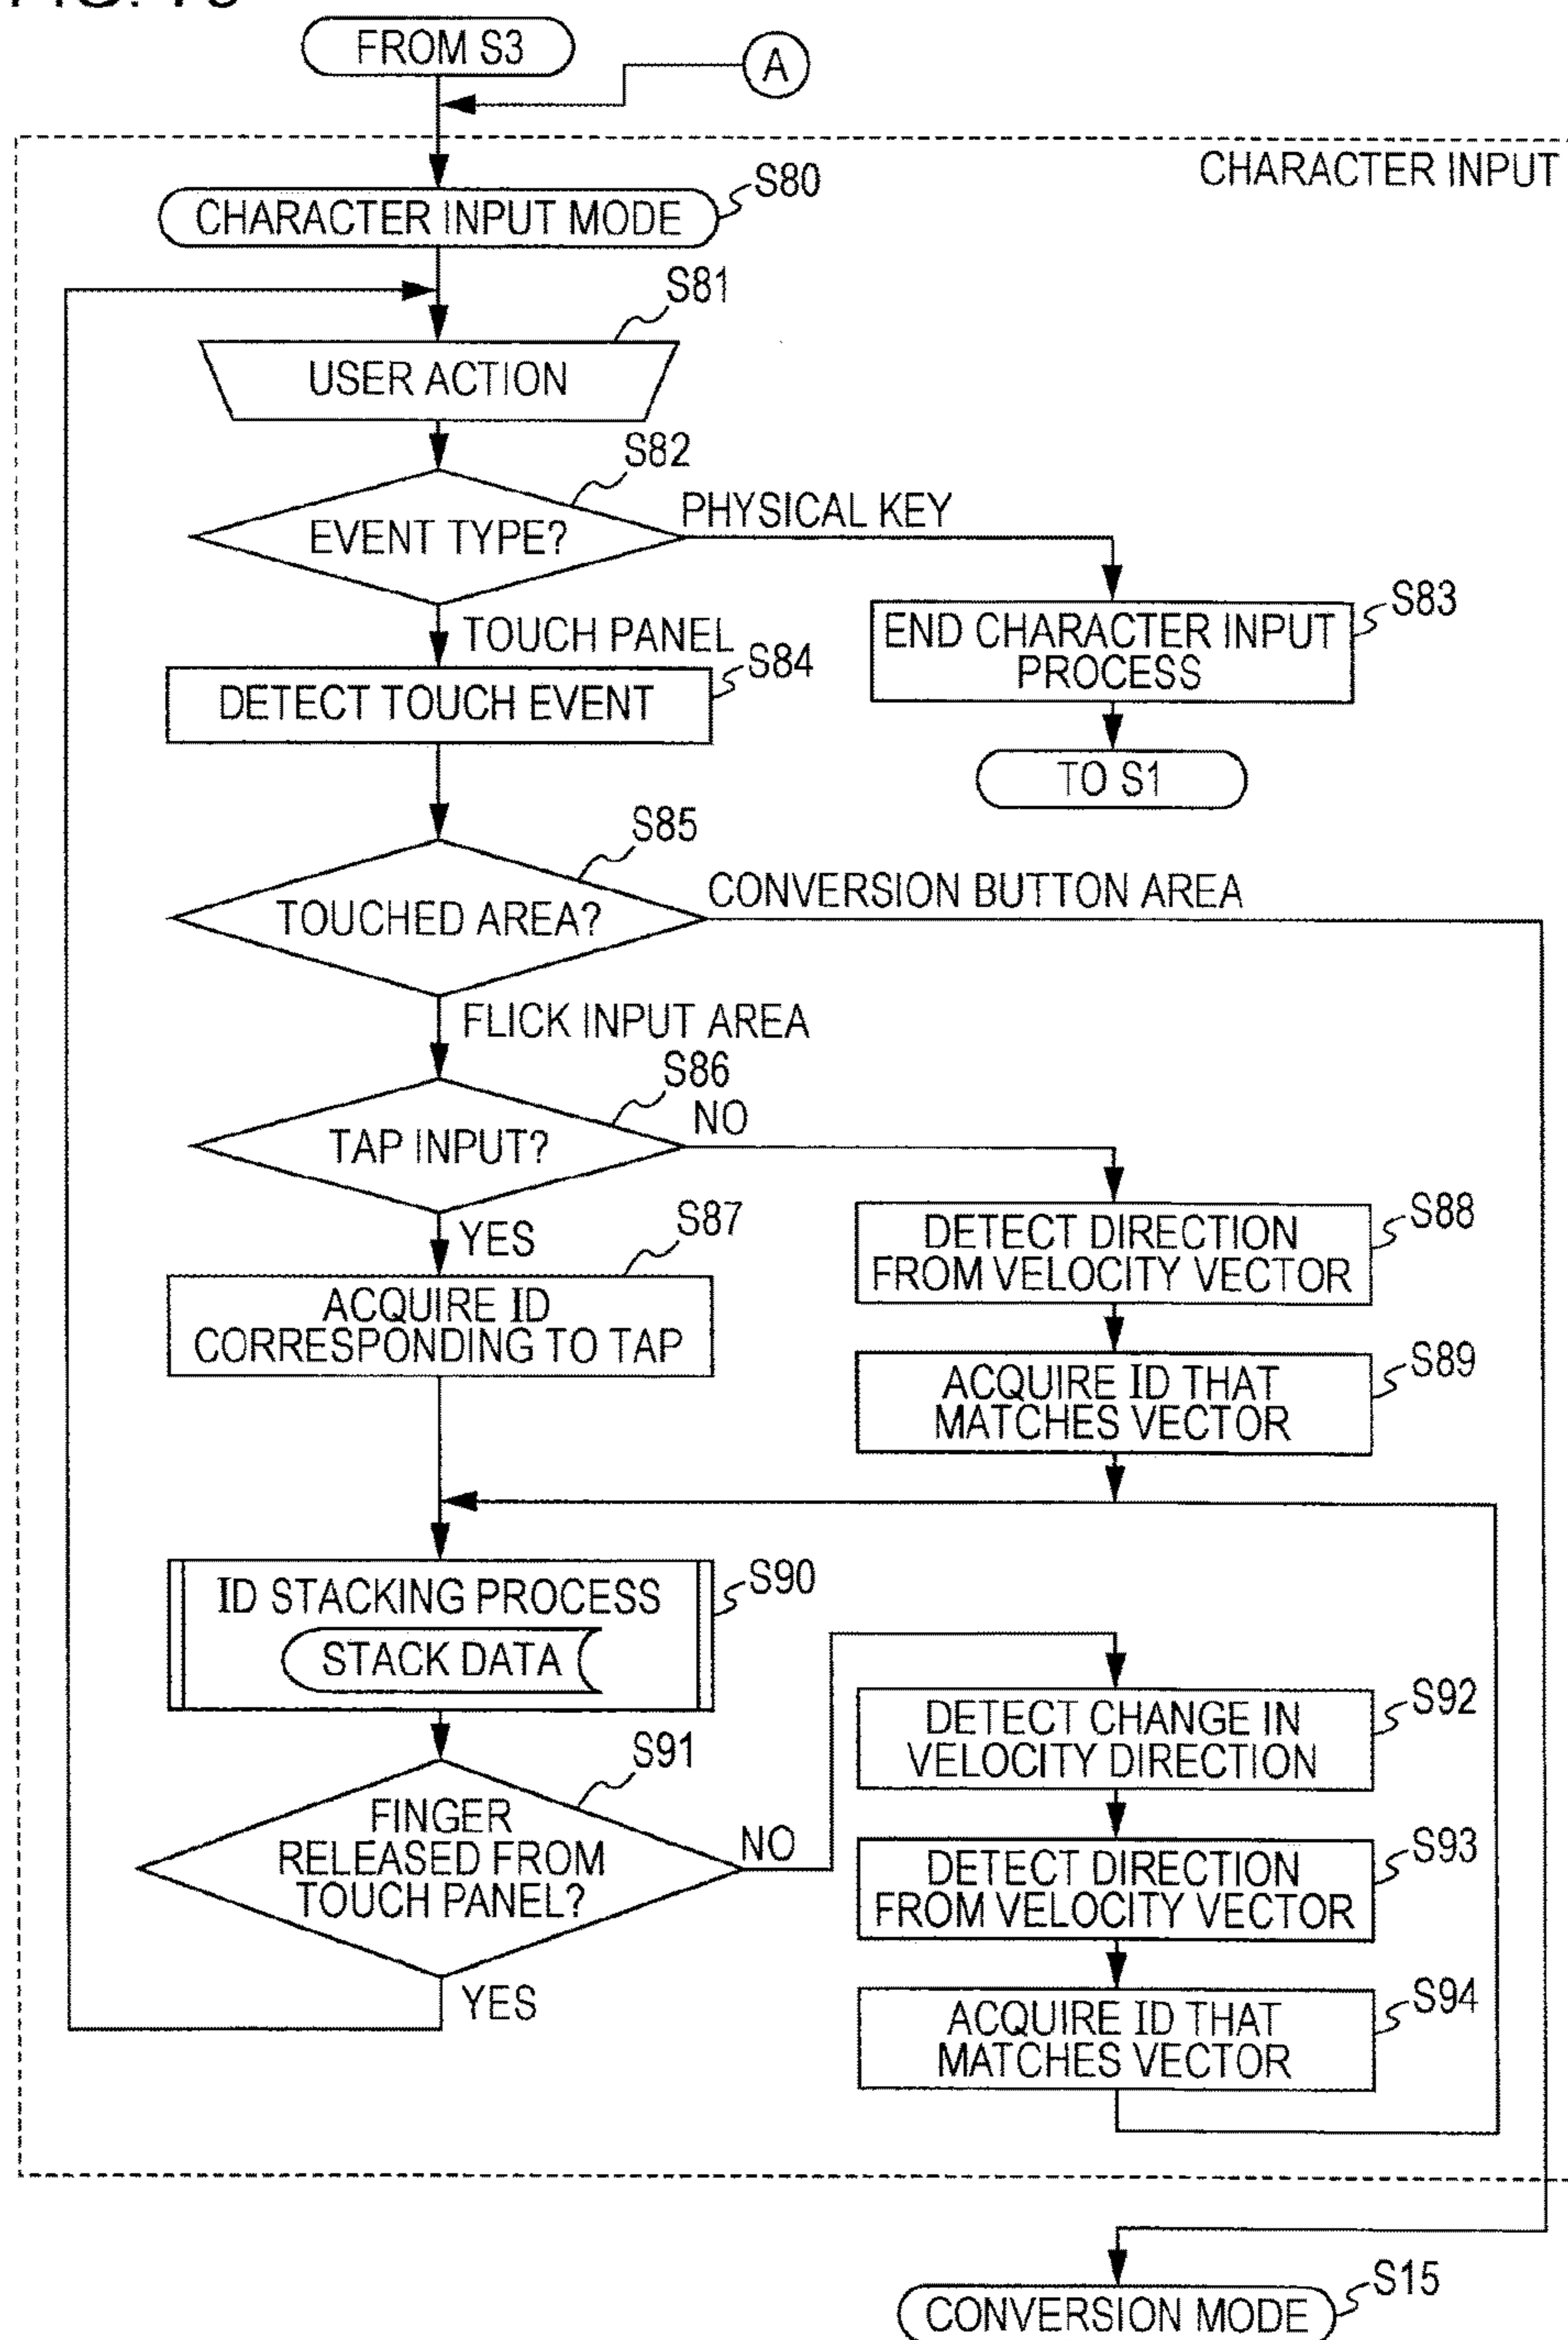 FROM S3
A
CHARACTER INPUT
CHARACTER INPUT MODE
S80
S81
USER ACTION
S82
EVENT TYPE?
PHYSICAL KEY
TOUCH PANEL
S83
END CHARACTER INPUT
PROCESS
S84
DETECT TOUCH EVENT
TO S1
S85
TOUCHED AREA?
CONVERSION BUTTON AREA
FLICK INPUT AREA
S86
TAP INPUT?
NO
YES
S87
ACQUIRE ID
CORRESPONDING TO TAP
S88
DETECT DIRECTION
FROM VELOCITY VECTOR
S89
ACQUIRE ID THAT
MATCHES VECTOR
S90
ID STACKING PROCESS
STACK DATA
S91
FINGER
RELEASED FROM
TOUCH PANEL?
NO
YES
S92
DETECT CHANGE IN
VELOCITY DIRECTION
S93
DETECT DIRECTION
FROM VELOCITY VECTOR
S94
ACQUIRE ID THAT
MATCHES VECTOR
S15
CONVERSION MODE